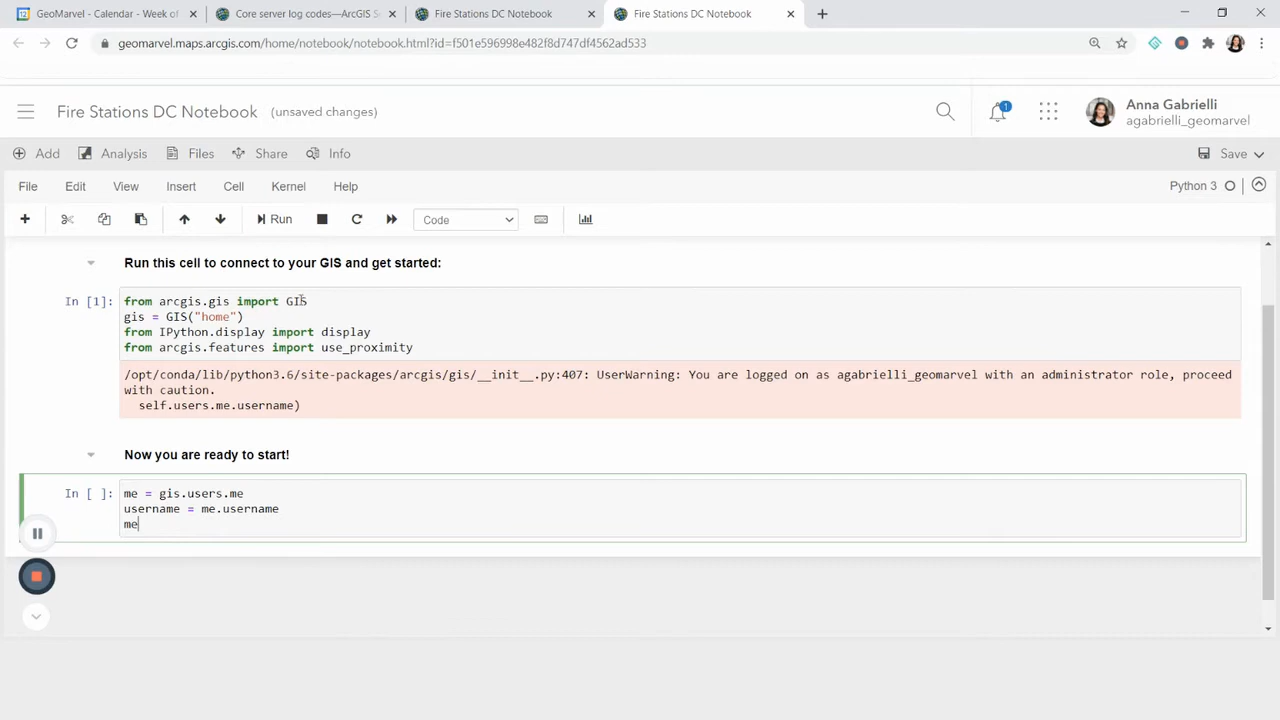 GeoMarvel - Calendar - Week of
Core server log codes—ArcGIS S
Fire Stations DC Notebook
Fire Stations DC Notebook
geomarvel.maps.arcgis.com/home/notebook/notebook.html?id=f501e596998e482f8d747df4562ad533
Fire Stations DC Notebook (unsaved changes)
1
Anna Gabrielli
agabrielli_geomarvel
Add Analysis Files Share Info Save
File Edit View Insert Cell Kernel Help Python 3
Run Code
Run this cell to connect to your GIS and get started:
In [1]: from arcgis.gis import GIS
gis = GIS("home")
from IPython.display import display
from arcgis.features import use_proximity
/opt/conda/lib/python3.6/site-packages/arcgis/gis/__init__.py:407: UserWarning: You are logged on as agabrielli_geomarvel with an administrator role, proceed
with caution.
self.users.me.username)
Now you are ready to start!
In [ ]: me = gis.users.me
username = me.username
me